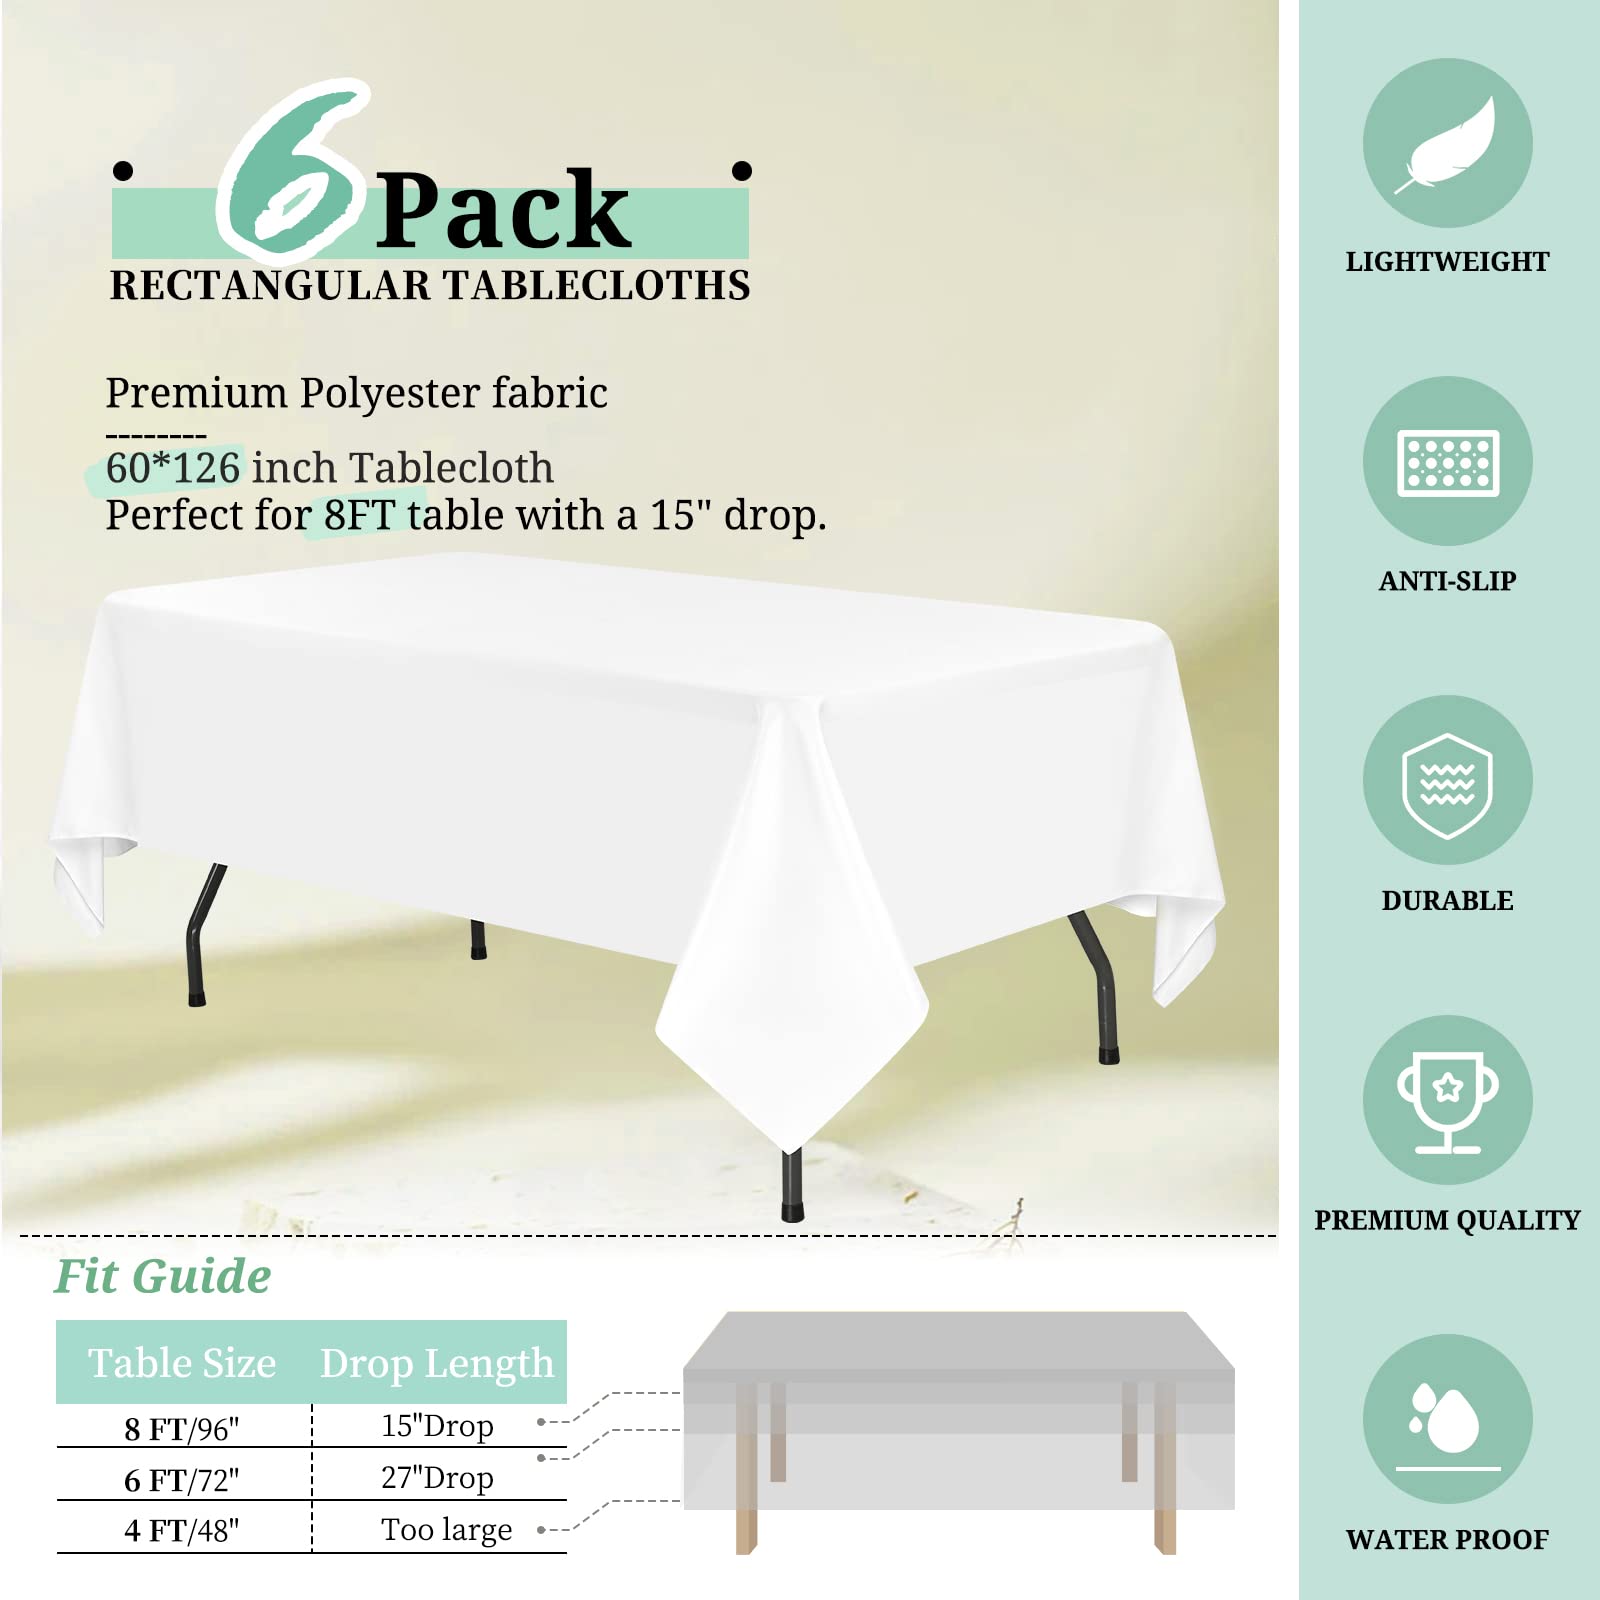 6 Pack
RECTANGULAR TABLECLOTHS
Premium Polyester fabric
--------
60*126 inch Tablecloth
Perfect for 8FT table with a 15" drop.
LIGHTWEIGHT
ANTI-SLIP
DURABLE
PREMIUM QUALITY
WATER PROOF
Fit Guide
Table Size Drop Length
8 FT/96" 15"Drop
6 FT/72" 27"Drop
4 FT/48" Too large